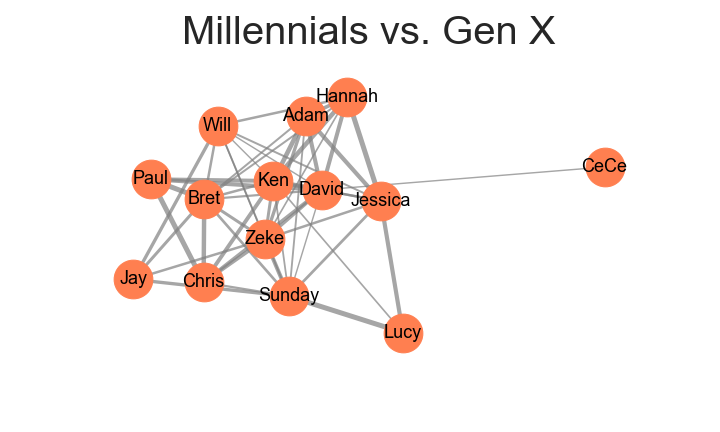 Millennials vs. Gen X
Hannah
Adam
Will
CeCe
Paul
Ken
David
Bret
Jessica
Zeke
Jay
Chris
Sunday
Lucy